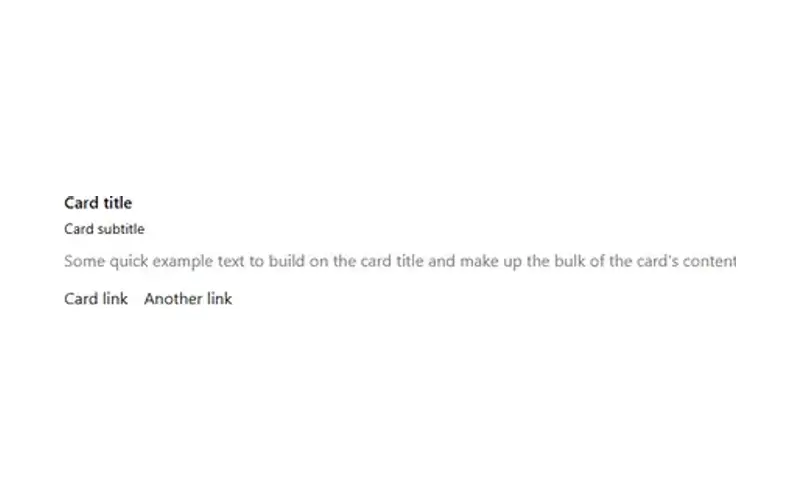 Card title
Card subtitle
Some quick example text to build on the card title and make up the bulk of the card's content
Card link Another link